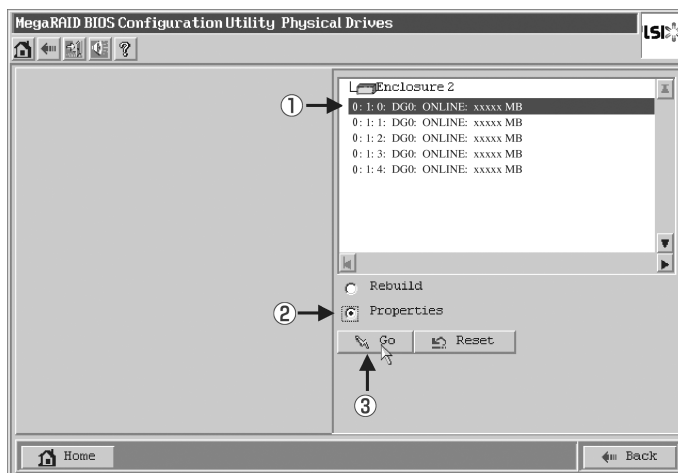 MegaRAID BIOS Configuration Utility Physical Drives
LSI
?
Enclosure 2
① 0: 1: 0: DG0: ONLINE: xxxxx MB
0: 1: 1: DG0: ONLINE: xxxxx MB
0: 1: 2: DG0: ONLINE: xxxxx MB
0: 1: 3: DG0: ONLINE: xxxxx MB
0: 1: 4: DG0: ONLINE: xxxxx MB
Rebuild
② Properties
Go Reset
③
Home Back